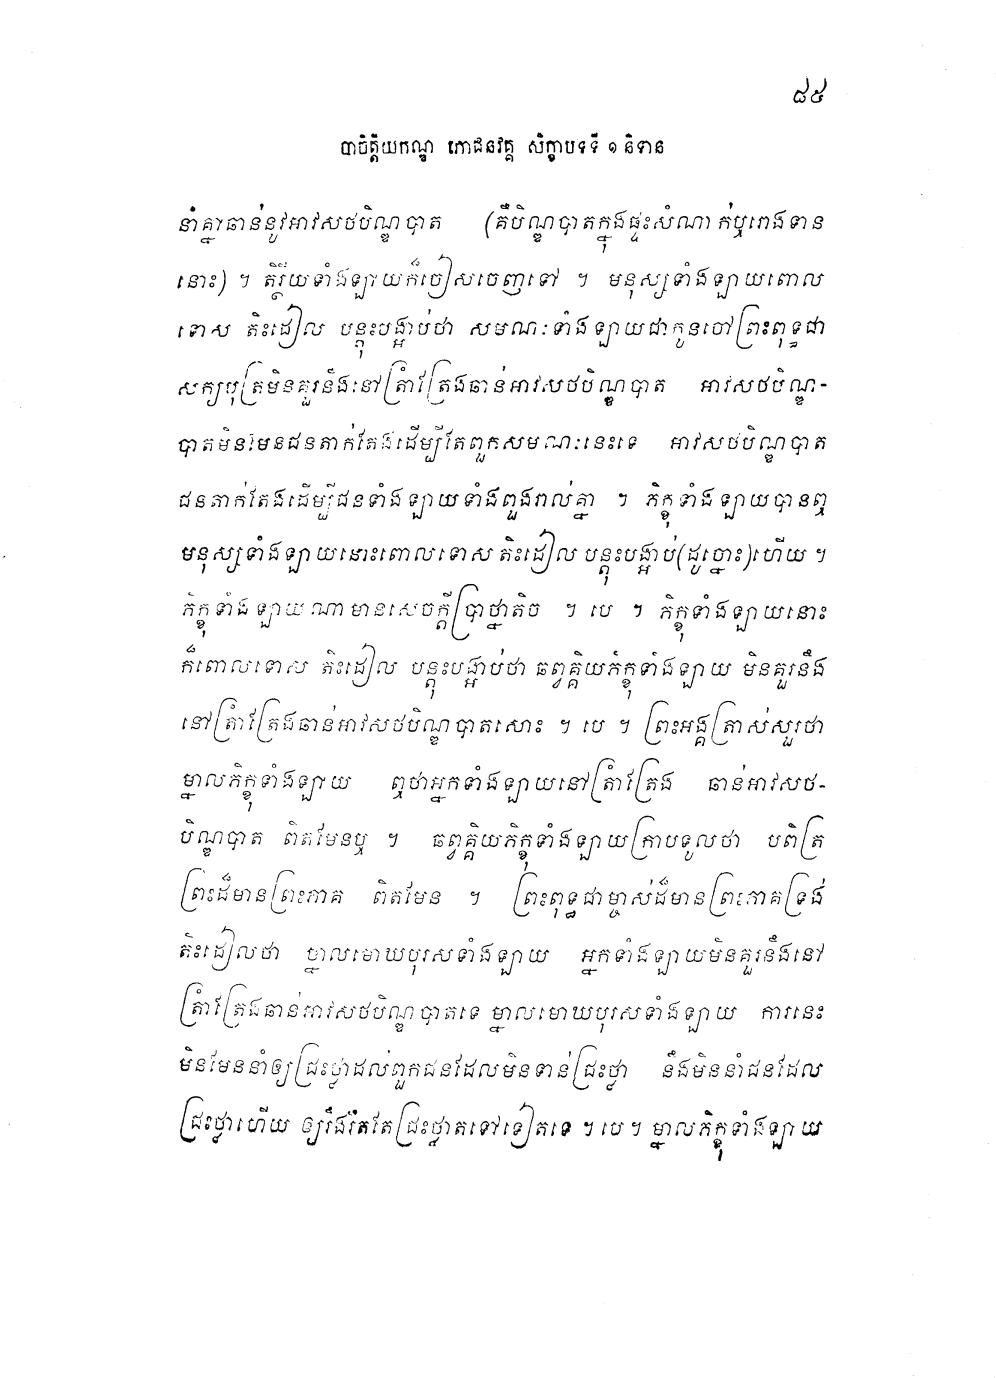 ៨៥
បាចិត្តិយកណ្ឌ ភោជនវគ្គ សិក្ខាបទទី ១ និទាន
នាំគ្នាឆាន់នូវអាវសថបិណ្ឌបាត (គឺបិណ្ឌបាតក្នុងផ្ទះសំណាក់ឬរោងទាន
នោះ) ។ តិរ្ថិយទាំងឡាយក៏ចៀសចេញទៅ ។ មនុស្សទាំងឡាយពោល
ទោស តិះដៀល បន្តុះបង្អាប់ថា សមណៈទាំងឡាយជាកូនចៅព្រះពុទ្ធជា
សក្យបុត្រមិនគួរនឹងនៅត្រាំត្រែងឆាន់អាវសថបិណ្ឌបាត អាវសថបិណ្ឌ-
បាតមិនមែនជនតាក់តែងដើម្បីតែពួកសមណៈនេះទេ អាវសថបិណ្ឌបាត
ជនតាក់តែងដើម្បីជនទាំងឡាយទាំងពួងរាល់គ្នា ។ ភិក្ខុទាំងឡាយបានឮ
មនុស្សទាំងឡាយនោះពោលទោស តិះដៀល បន្តុះបង្អាប់(ដូច្នោះ)ហើយ ។
ភិក្ខុទាំងឡាយណាមានសេចក្តីប្រាថ្នាតិច ។ បេ ។ ភិក្ខុទាំងឡាយនោះ
ក៏ពោលទោស តិះដៀល បន្តុះបង្អាប់ថា ឆព្វគ្គិយភិក្ខុទាំងឡាយ មិនគួរនឹង
នៅត្រាំត្រែងឆាន់អាវសថបិណ្ឌបាតសោះ ។ បេ ។ ព្រះអង្គត្រាស់សួរថា
ម្នាលភិក្ខុទាំងឡាយ ឮថាអ្នកទាំងឡាយនៅត្រាំត្រែង ឆាន់អាវសថ-
បិណ្ឌបាត ពិតមែនឬ ។ ឆព្វគ្គិយភិក្ខុទាំងឡាយក្រាបទូលថា បពិត្រ
ព្រះដ៏មានព្រះភាគ ពិតមែន ។ ព្រះពុទ្ធជាម្ចាស់ដ៏មានព្រះភាគទ្រង់
តិះដៀលថា ម្នាលមោឃបុរសទាំងឡាយ អ្នកទាំងឡាយមិនគួរនឹងនៅ
ត្រាំត្រែងឆាន់អាវសថបិណ្ឌបាតទេ ម្នាលមោឃបុរសទាំងឡាយ ការនេះ
មិនមែននាំឲ្យជ្រះថ្លាដល់ពួកជនដែលមិនទាន់ជ្រះថ្លា នឹងមិននាំជនដែល
ជ្រះថ្លាហើយ ឲ្យរឹងរឹតតែជ្រះថ្លាតទៅទៀតទេ ។ បេ ។ ម្នាលភិក្ខុទាំងឡាយ